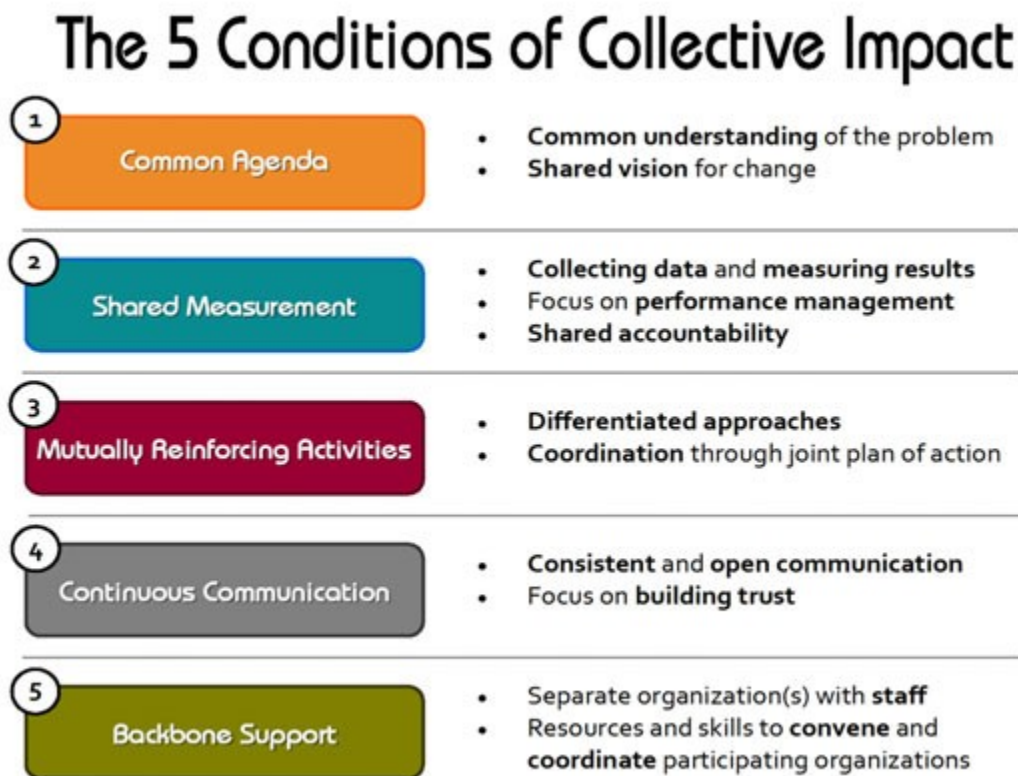 The 5 Conditions of Collective Impact
1
Common Agenda
• Common understanding of the problem
• Shared vision for change
2
Shared Measurement
• Collecting data and measuring results
• Focus on performance management
• Shared accountability
3
Mutually Reinforcing Activities
• Differentiated approaches
• Coordination through joint plan of action
4
Continuous Communication
• Consistent and open communication
• Focus on building trust
5
Backbone Support
• Separate organization(s) with staff
• Resources and skills to convene and
coordinate participating organizations